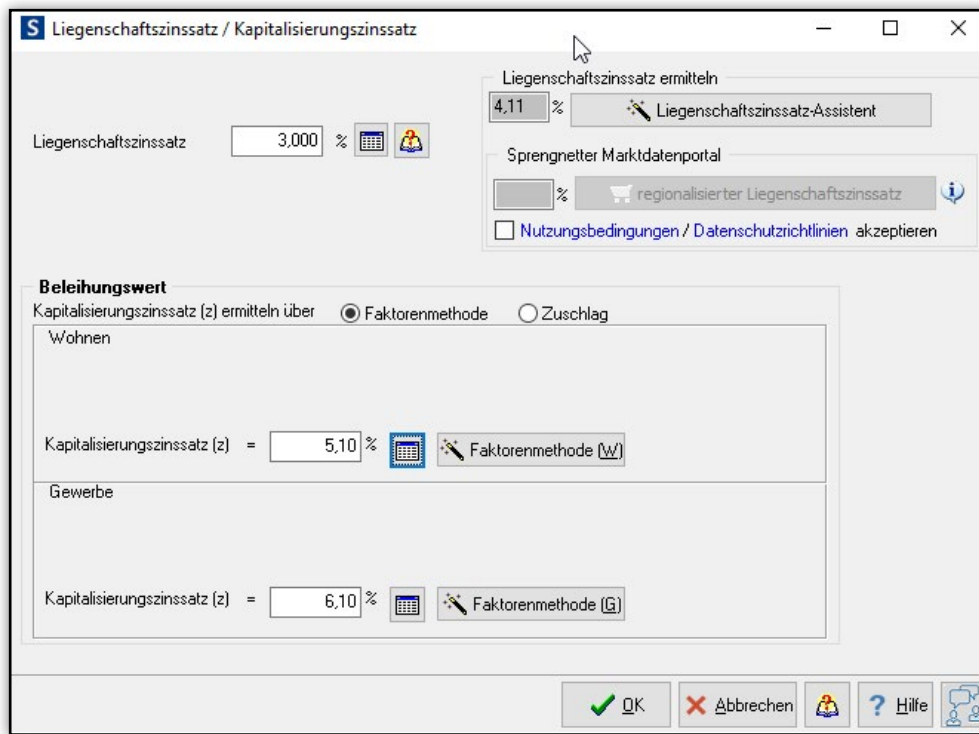 S Liegenschaftszinssatz / Kapitalisierungszinssatz
Liegenschaftszinssatz ermitteln
4,11 % Liegenschaftszinssatz-Assistent
Liegenschaftszinssatz 3,000 %
Sprengnetter Marktdatenportal
% regionalisierter Liegenschaftszinssatz
Nutzungsbedingungen / Datenschutzrichtlinien akzeptieren
Beleihungswert
Kapitalisierungszinssatz (z) ermitteln über Faktorenmethode Zuschlag
Wohnen
Kapitalisierungszinssatz (z) = 5,10 % Faktorenmethode (W)
Gewerbe
Kapitalisierungszinssatz (z) = 6,10 % Faktorenmethode (G)
OK Abbrechen ? Hilfe